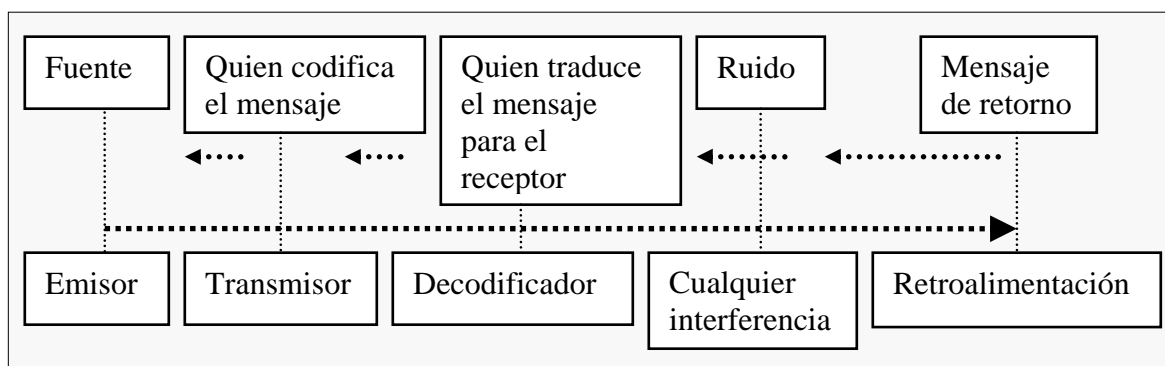 Fuente
Quien codifica
el mensaje
Quien traduce
el mensaje
para el
receptor
Ruido
Mensaje
de retorno
Emisor
Transmisor
Decodificador
Cualquier
interferencia
Retroalimentación